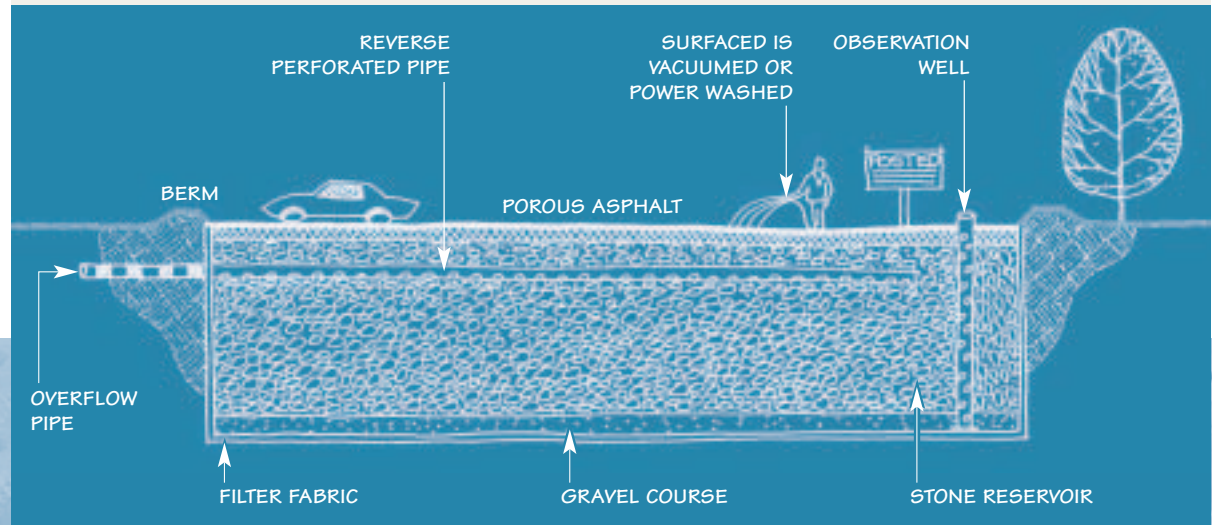 REVERSE
PERFORATED PIPE
SURFACED IS
VACUUMED OR
POWER WASHED
OBSERVATION
WELL
POSTED
BERM
POROUS ASPHALT
OVERFLOW
PIPE
FILTER FABRIC
GRAVEL COURSE
STONE RESERVOIR